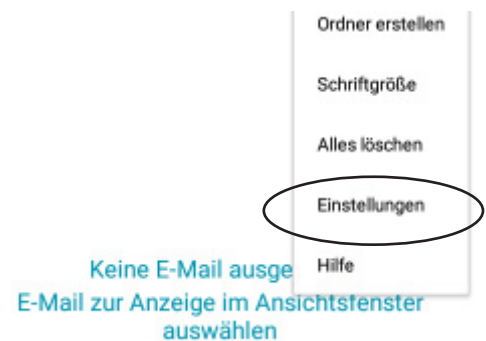 Ordner erstellen
Schriftgröße
Alles löschen
Einstellungen
Hilfe
Keine E-Mail ausge
E-Mail zur Anzeige im Ansichtsfenster
auswählen